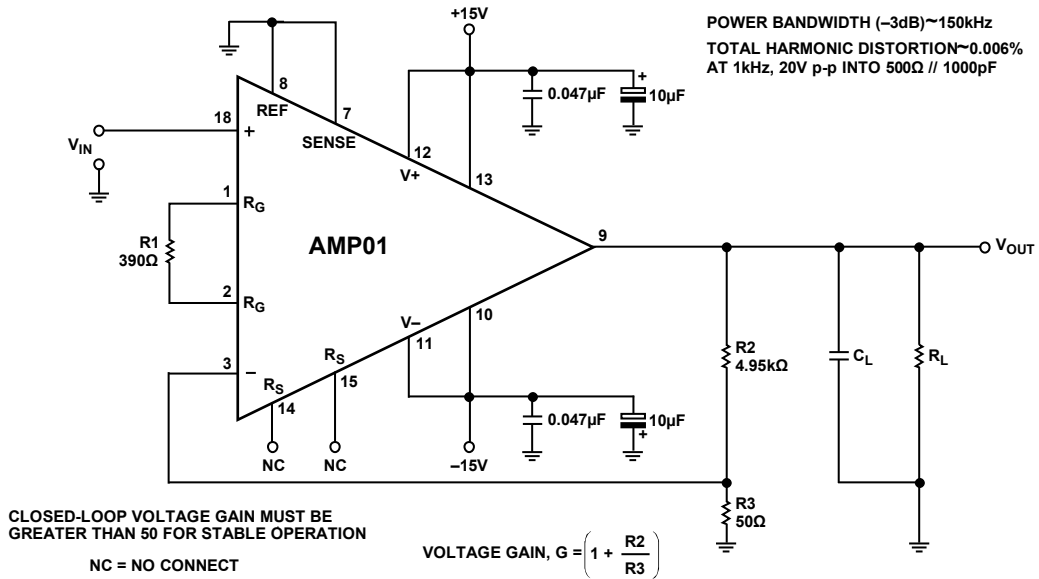 +15V
POWER BANDWIDTH (–3dB)~150kHz
TOTAL HARMONIC DISTORTION~0.006%
AT 1kHz, 20V p-p INTO 500Ω // 1000pF
8
REF
7
SENSE
0.047µF
+
10µF
18
+
VIN
12
V+
13
1
RG
R1
390Ω
AMP01
9
VOUT
2
RG
V–
11
10
R2
4.95kΩ
CL
RL
3
–
RS
15
RS
14
0.047µF
10µF
+
NC
NC
–15V
R3
50Ω
CLOSED-LOOP VOLTAGE GAIN MUST BE
GREATER THAN 50 FOR STABLE OPERATION
NC = NO CONNECT
VOLTAGE GAIN, G = (1 + R2/R3)